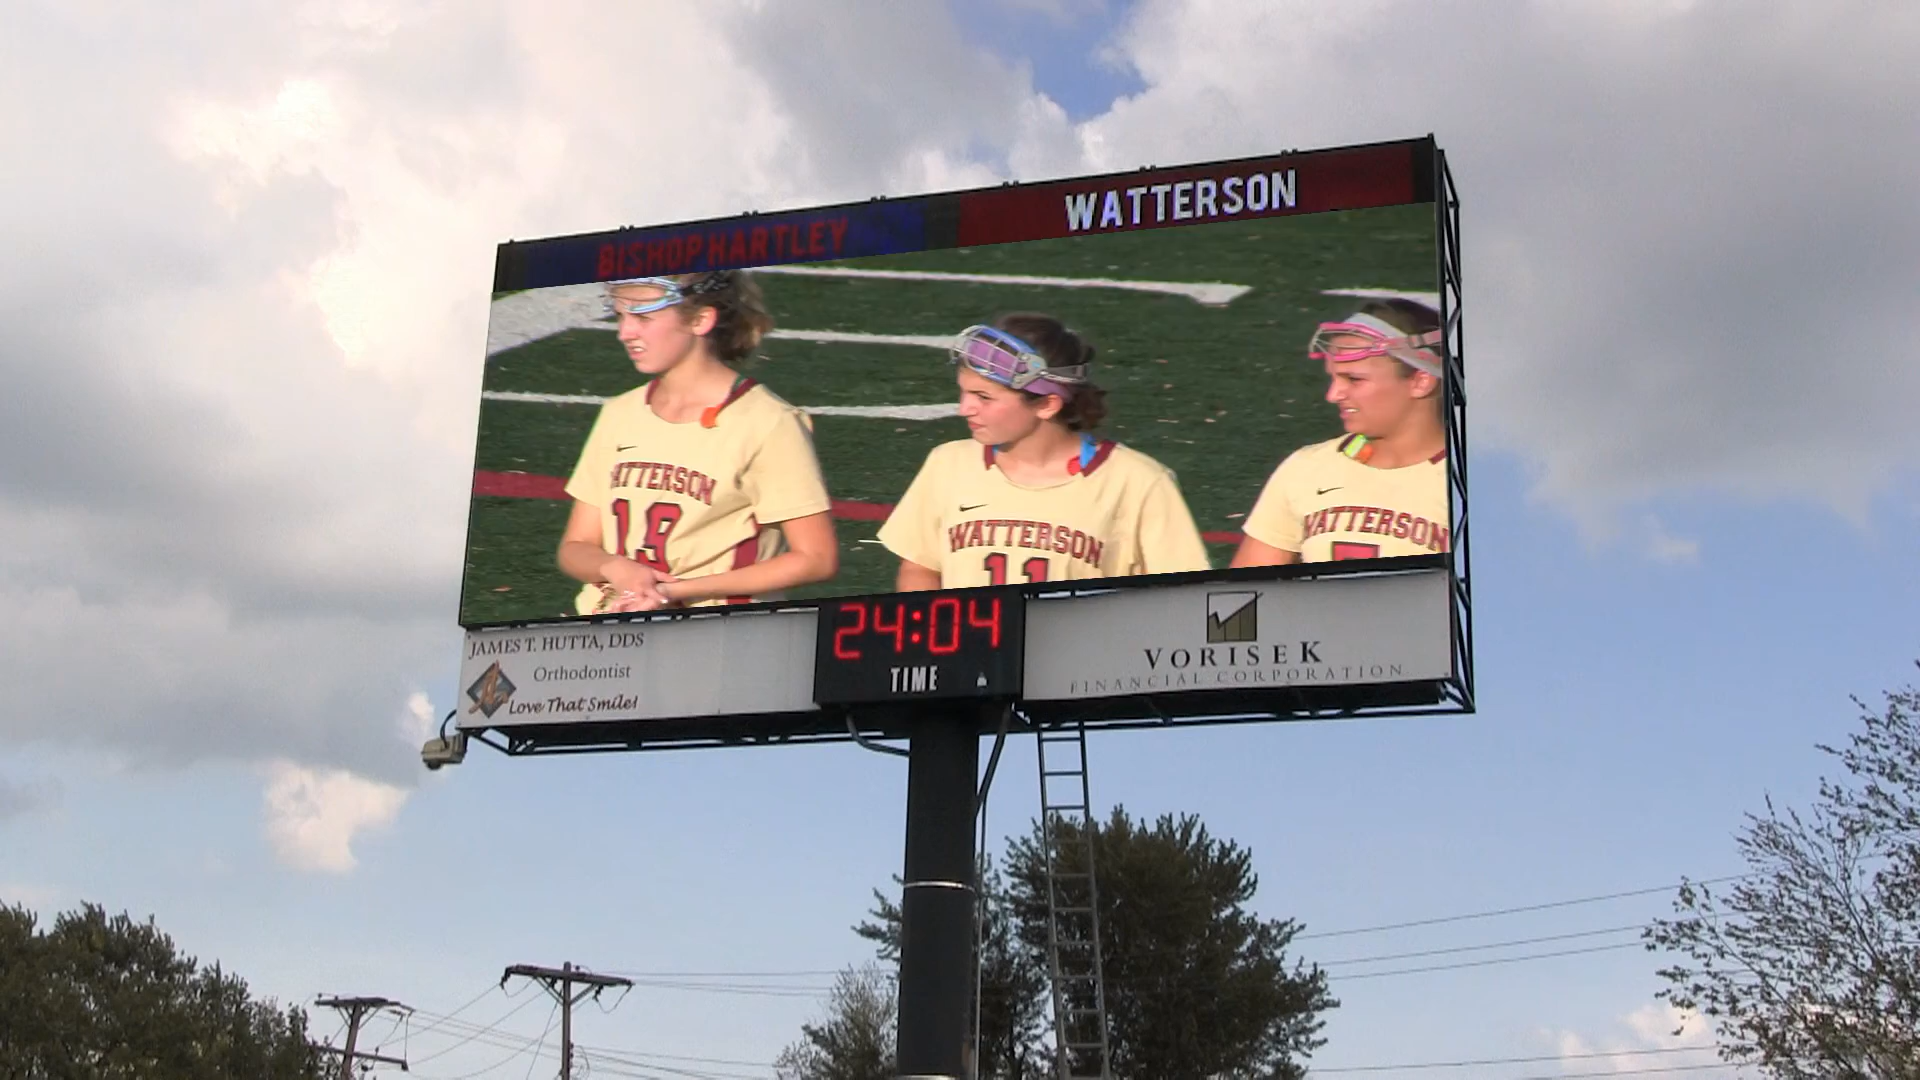 BISHOP HARTLEY
WATTERSON
WATTERSON
19
WATTERSON
11
WATTERSON
24:04
TIME
JAMES T. HUTTA, DDS
Orthodontist
Love That Smile!
VORISEK
FINANCIAL CORPORATION